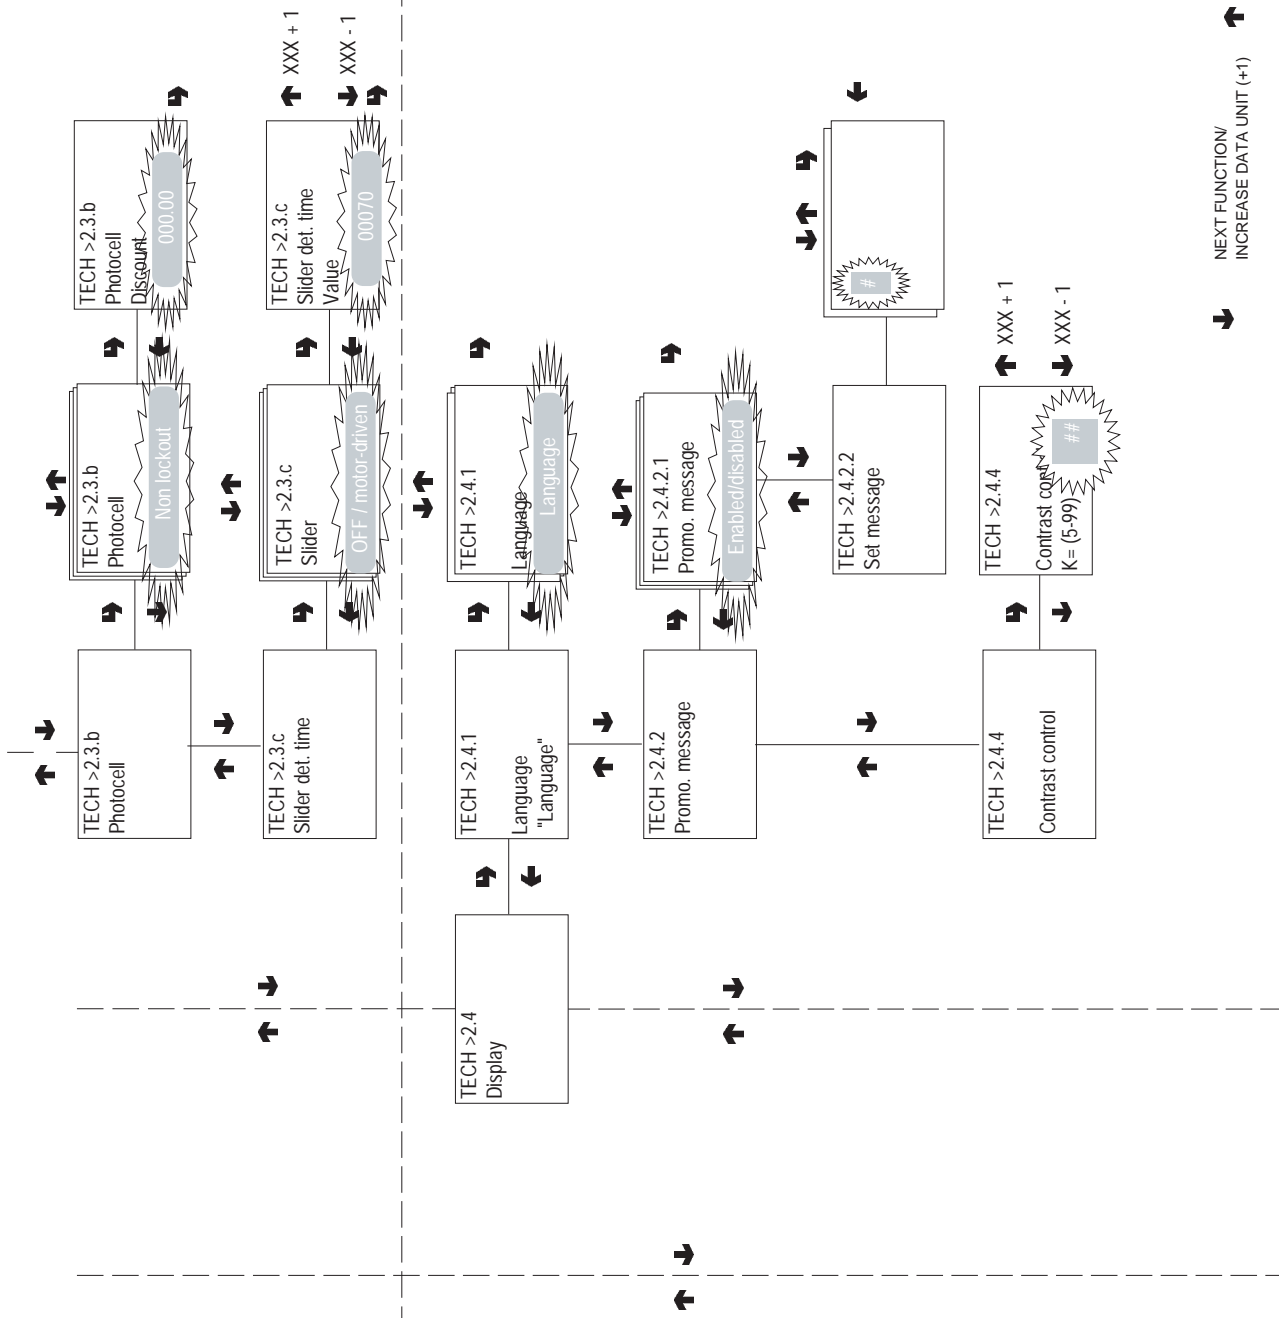 TECH >2.3.b
Photocell
TECH >2.3.b
Photocell
Non lockout
TECH >2.3.b
Photocell
Discount
000.00
TECH >2.3.c
Slider det. time
TECH >2.3.c
Slider
OFF / motor-driven
TECH >2.3.c
Slider det. time
Value
00070
XXX + 1
XXX - 1
TECH >2.4
Display
TECH >2.4.1
Language
"Language"
TECH >2.4.1
Language
Language
TECH >2.4.2
Promo. message
TECH >2.4.2.1
Promo. message
Enabled/disabled
TECH >2.4.2.2
Set message
#
TECH >2.4.4
Contrast control
TECH >2.4.4
Contrast
K= (5-99)
##
XXX + 1
XXX - 1
NEXT FUNCTION/
INCREASE DATA UNIT (+1)